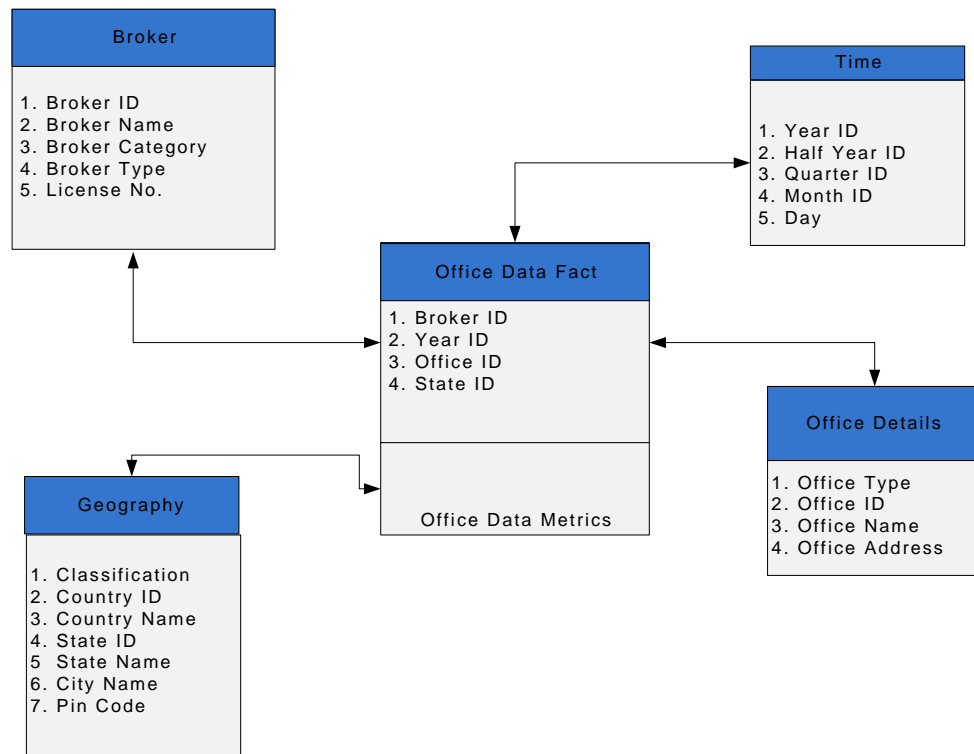 Broker
1. Broker ID
2. Broker Name
3. Broker Category
4. Broker Type
5. License No.
Time
1. Year ID
2. Half Year ID
3. Quarter ID
4. Month ID
5. Day
Office Data Fact
1. Broker ID
2. Year ID
3. Office ID
4. State ID
Office Data Metrics
Office Details
1. Office Type
2. Office ID
3. Office Name
4. Office Address
Geography
1. Classification
2. Country ID
3. Country Name
4. State ID
5 State Name
6. City Name
7. Pin Code